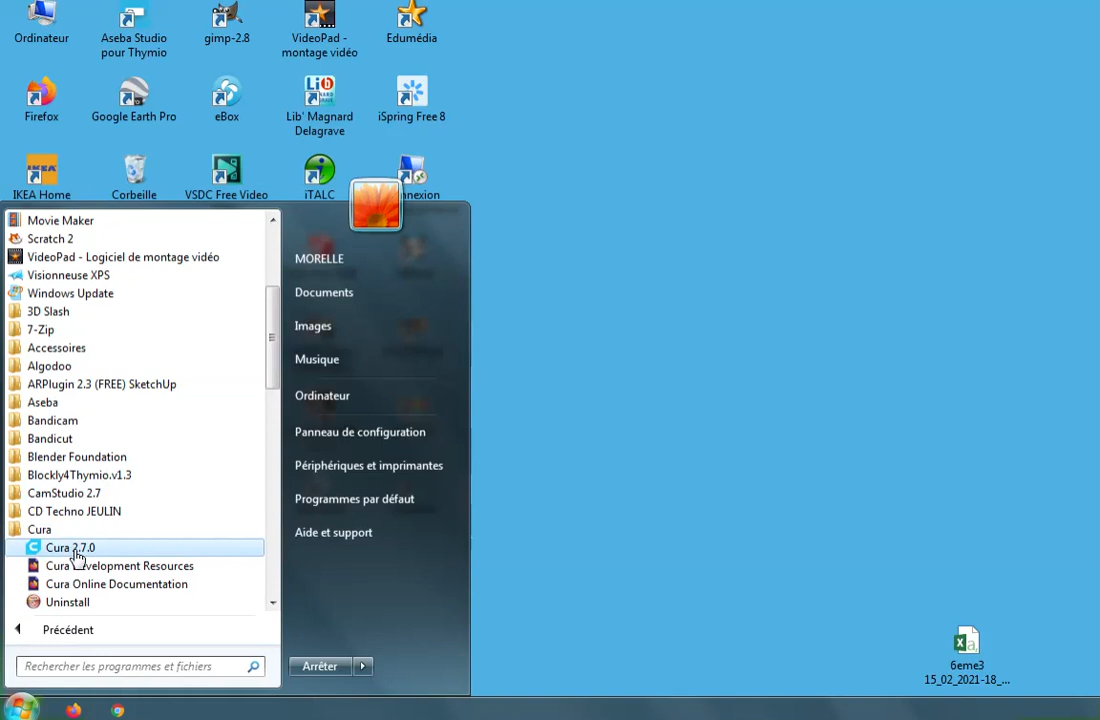 Ordinateur
Aseba Studio
pour Thymio
gimp-2.8
VideoPad -
montage vidéo
Edumédia
Firefox
Google Earth Pro
eBox
Lib' Magnard
Delagrave
iSpring Free 8
IKEA Home
Corbeille
VSDC Free Video
iTALC
nnexion
Movie Maker
Scratch 2
VideoPad - Logiciel de montage vidéo
Visionneuse XPS
Windows Update
3D Slash
7-Zip
Accessoires
Algodoo
ARPlugin 2.3 (FREE) SketchUp
Aseba
Bandicam
Bandicut
Blender Foundation
Blockly4Thymio.v1.3
CamStudio 2.7
CD Techno JEULIN
Cura
Cura 2.7.0
Cura Development Resources
Cura Online Documentation
Uninstall
Précédent
Rechercher les programmes et fichiers
MORELLE
Documents
Images
Musique
Ordinateur
Panneau de configuration
Périphériques et imprimantes
Programmes par défaut
Aide et support
Arrêter
6eme3
15_02_2021-18_...